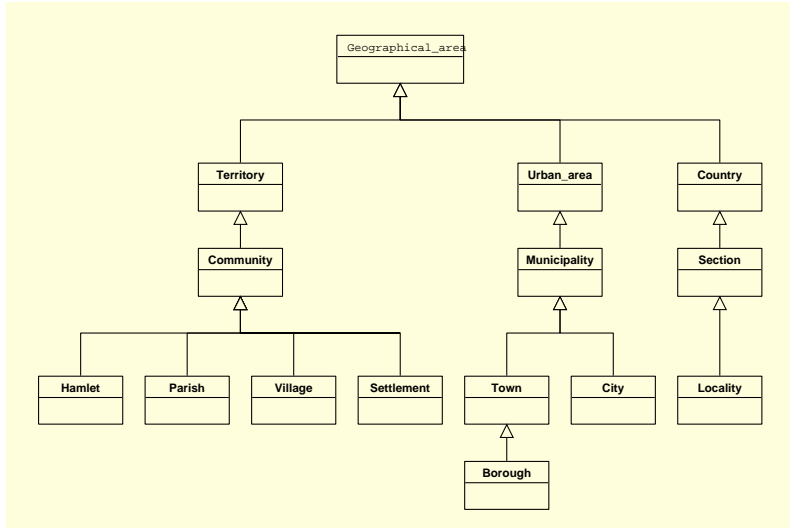 Geographical_area
Territory Urban_area Country
Community Municipality Section
Hamlet Parish Village Settlement Town City Locality
Borough